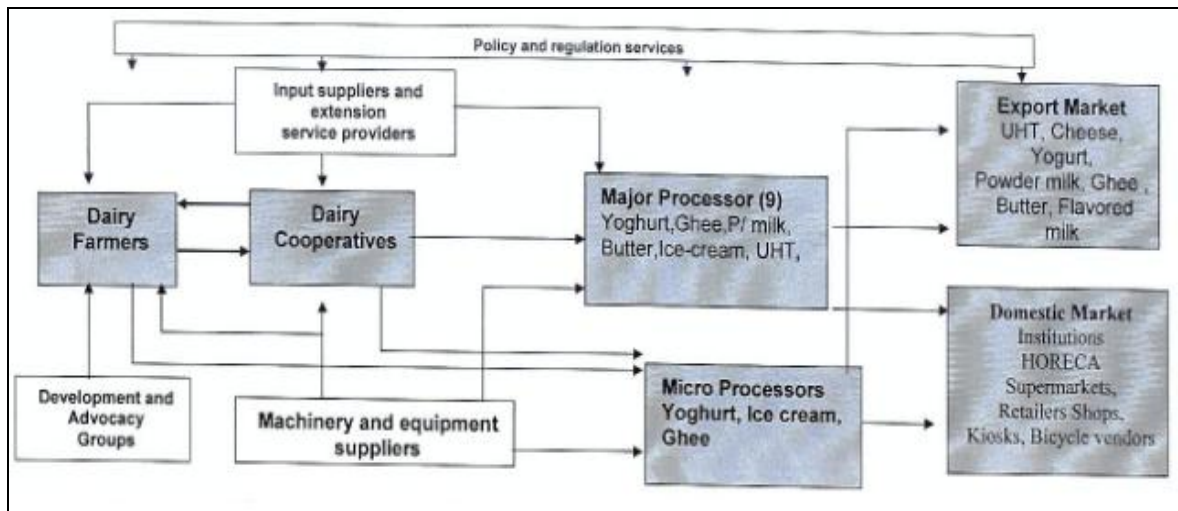 Policy and regulation services
Input suppliers and
extension
service providers
Export Market
UHT, Cheese,
Yogurt,
Powder milk, Ghee ,
Butter, Flavored
milk
Major Processor (9)
Yoghurt,Ghee,P/ milk,
Butter,Ice-cream, UHT,
Dairy
Farmers
Dairy
Cooperatives
Domestic Market
Institutions
HORECA
Supermarkets,
Retailers Shops,
Kiosks, Bicycle vendors
Micro Processors
Yoghurt, Ice cream,
Ghee
Development and
Advocacy
Groups
Machinery and equipment
suppliers